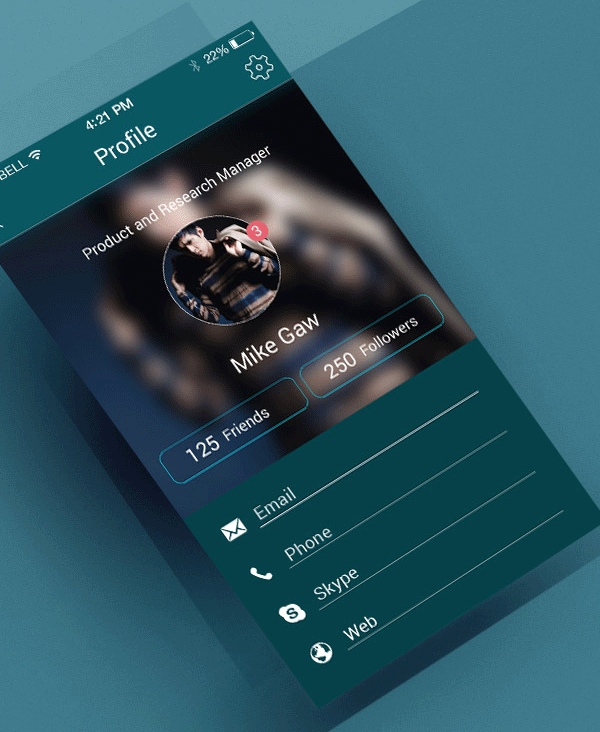 BELL 4:21 PM 22%
Profile
Product and Research Manager
3
Mike Gaw
125 Friends 250 Followers
Email
Phone
Skype
Web